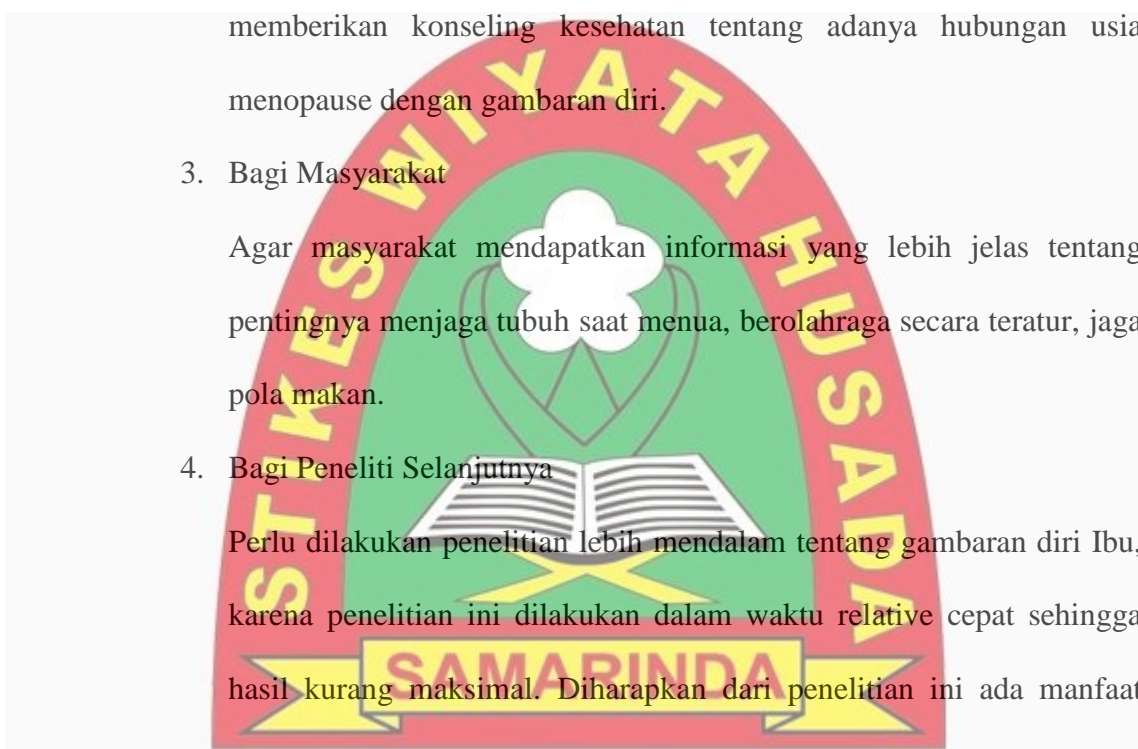 memberikan konseling kesehatan tentang adanya hubungan usia
menopause dengan gambaran diri.
3. Bagi Masyarakat
Agar masyarakat mendapatkan informasi yang lebih jelas tentang
pentingnya menjaga tubuh saat menua, berolahraga secara teratur, jaga
pola makan.
4. Bagi Peneliti Selanjutnya
Perlu dilakukan penelitian lebih mendalam tentang gambaran diri Ibu,
karena penelitian ini dilakukan dalam waktu relative cepat sehingga
hasil kurang maksimal. Diharapkan dari penelitian ini ada manfaat
STIKES WIYATA HUSADA
SAMARINDA